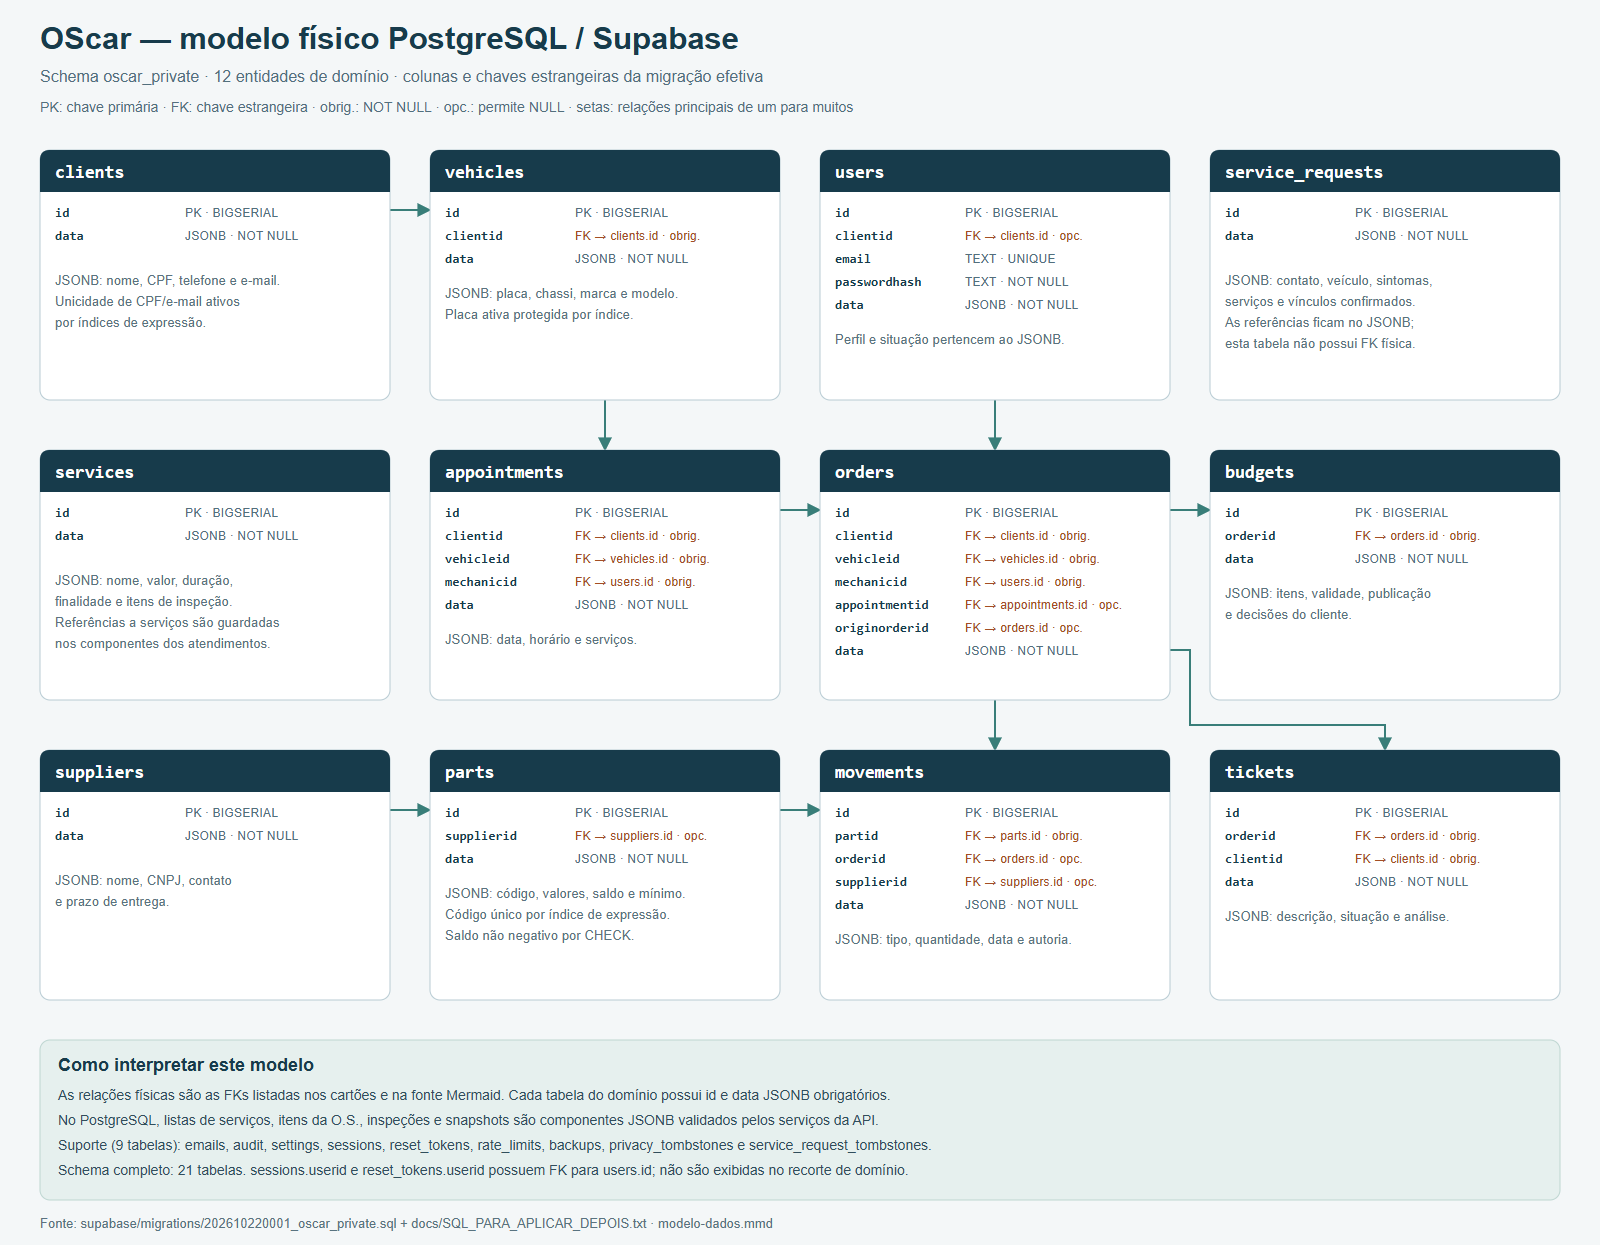 OScar — modelo físico PostgreSQL / Supabase
Schema oscar_private · 12 entidades de domínio · colunas e chaves estrangeiras da migração efetiva
PK: chave primária · FK: chave estrangeira · obrig.: NOT NULL · opc.: permite NULL · setas: relações principais de um para muitos
clients
id PK · BIGSERIAL
data JSONB · NOT NULL
JSONB: nome, CPF, telefone e e-mail.
Unicidade de CPF/e-mail ativos
por índices de expressão.
vehicles
id PK · BIGSERIAL
clientid FK → clients.id · obrig.
data JSONB · NOT NULL
JSONB: placa, chassi, marca e modelo.
Placa ativa protegida por índice.
users
id PK · BIGSERIAL
clientid FK → clients.id · opc.
email TEXT · UNIQUE
passwordhash TEXT · NOT NULL
data JSONB · NOT NULL
Perfil e situação pertencem ao JSONB.
service_requests
id PK · BIGSERIAL
data JSONB · NOT NULL
JSONB: contato, veículo, sintomas,
serviços e vínculos confirmados.
As referências ficam no JSONB;
esta tabela não possui FK física.
services
id PK · BIGSERIAL
data JSONB · NOT NULL
JSONB: nome, valor, duração,
finalidade e itens de inspeção.
Referências a serviços são guardadas
nos componentes dos atendimentos.
appointments
id PK · BIGSERIAL
clientid FK → clients.id · obrig.
vehicleid FK → vehicles.id · obrig.
mechanicid FK → users.id · obrig.
data JSONB · NOT NULL
JSONB: data, horário e serviços.
orders
id PK · BIGSERIAL
clientid FK → clients.id · obrig.
vehicleid FK → vehicles.id · obrig.
mechanicid FK → users.id · obrig.
appointmentid FK → appointments.id · opc.
originorderid FK → orders.id · opc.
data JSONB · NOT NULL
budgets
id PK · BIGSERIAL
orderid FK → orders.id · obrig.
data JSONB · NOT NULL
JSONB: itens, validade, publicação
e decisões do cliente.
suppliers
id PK · BIGSERIAL
data JSONB · NOT NULL
JSONB: nome, CNPJ, contato
e prazo de entrega.
parts
id PK · BIGSERIAL
supplierid FK → suppliers.id · opc.
data JSONB · NOT NULL
JSONB: código, valores, saldo e mínimo.
Código único por índice de expressão.
Saldo não negativo por CHECK.
movements
id PK · BIGSERIAL
partid FK → parts.id · obrig.
orderid FK → orders.id · opc.
supplierid FK → suppliers.id · opc.
data JSONB · NOT NULL
JSONB: tipo, quantidade, data e autoria.
tickets
id PK · BIGSERIAL
orderid FK → orders.id · obrig.
clientid FK → clients.id · obrig.
data JSONB · NOT NULL
JSONB: descrição, situação e análise.
Como interpretar este modelo
As relações físicas são as FKs listadas nos cartões e na fonte Mermaid. Cada tabela do domínio possui id e data JSONB obrigatórios.
No PostgreSQL, listas de serviços, itens da O.S., inspeções e snapshots são componentes JSONB validados pelos serviços da API.
Suporte (9 tabelas): emails, audit, settings, sessions, reset_tokens, rate_limits, backups, privacy_tombstones e service_request_tombstones.
Schema completo: 21 tabelas. sessions.userid e reset_tokens.userid possuem FK para users.id; não são exibidas no recorte de domínio.
Fonte: supabase/migrations/202610220001_oscar_private.sql + docs/SQL_PARA_APLICAR_DEPOIS.txt · modelo-dados.mmd